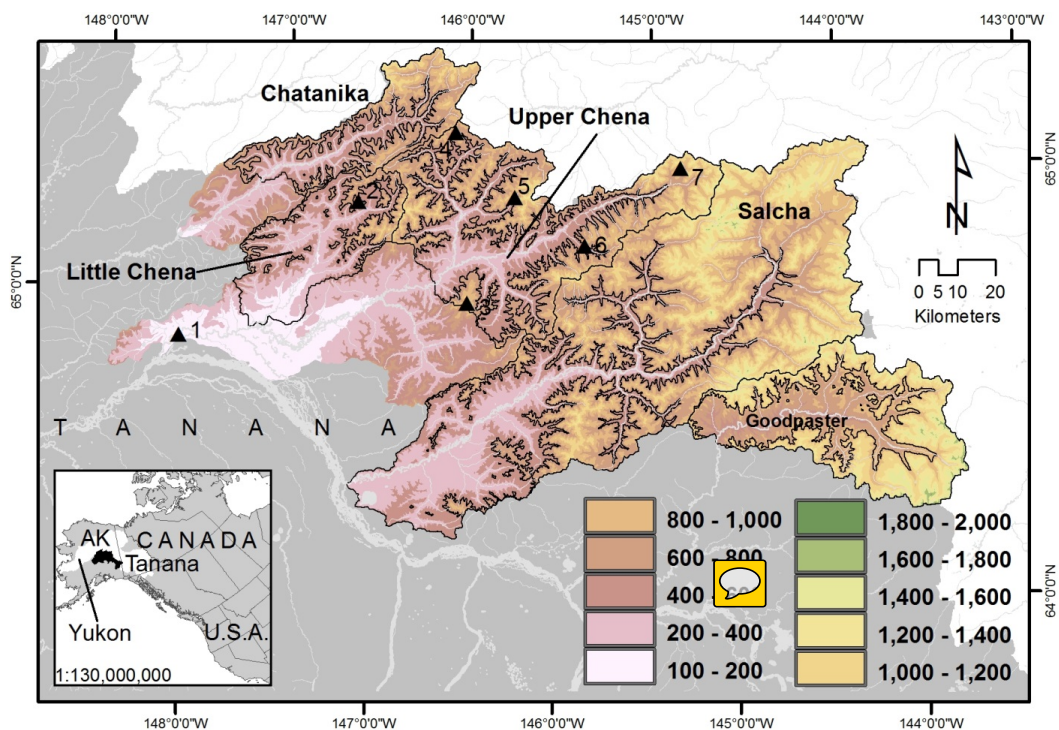 148°0'0"W 147°0'0"W 146°0'0"W 145°0'0"W 144°0'0"W 143°0'0"W
Chatanika
Upper Chena
4
7
65°0'0"N
5
2
Salcha
N
6
Little Chena
65°0'0"N
0 5 10 20
Kilometers
3
1
TANANA
Goodpaster
AK
CANADA
Tanana
Yukon
U.S.A.
1:130,000,000
800 - 1,000
600 - 800
400 -
200 - 400
100 - 200
1,800 - 2,000
1,600 - 1,800
1,400 - 1,600
1,200 - 1,400
1,000 - 1,200
64°0'0"N
148°0'0"W 147°0'0"W 146°0'0"W 145°0'0"W 144°0'0"W